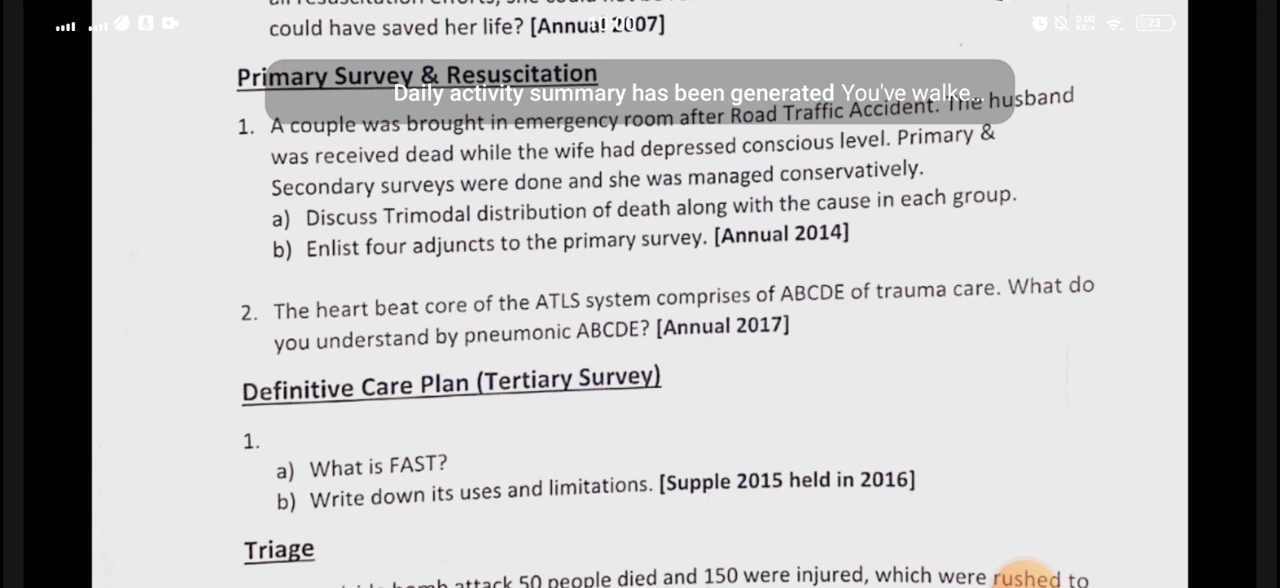 could have saved her life? [Annual 2007]
0.00
KB/s
23
Primary Survey & Resuscitation
Daily activity summary has been generated You've walke...
1. A couple was brought in emergency room after Road Traffic Accident. The husband
was received dead while the wife had depressed conscious level. Primary &
Secondary surveys were done and she was managed conservatively.
a) Discuss Trimodal distribution of death along with the cause in each group.
b) Enlist four adjuncts to the primary survey. [Annual 2014]
2. The heart beat core of the ATLS system comprises of ABCDE of trauma care. What do
you understand by pneumonic ABCDE? [Annual 2017]
Definitive Care Plan (Tertiary Survey)
1.
a) What is FAST?
b) Write down its uses and limitations. [Supple 2015 held in 2016]
Triage
bomb attack 50 people died and 150 were injured, which were rushed to